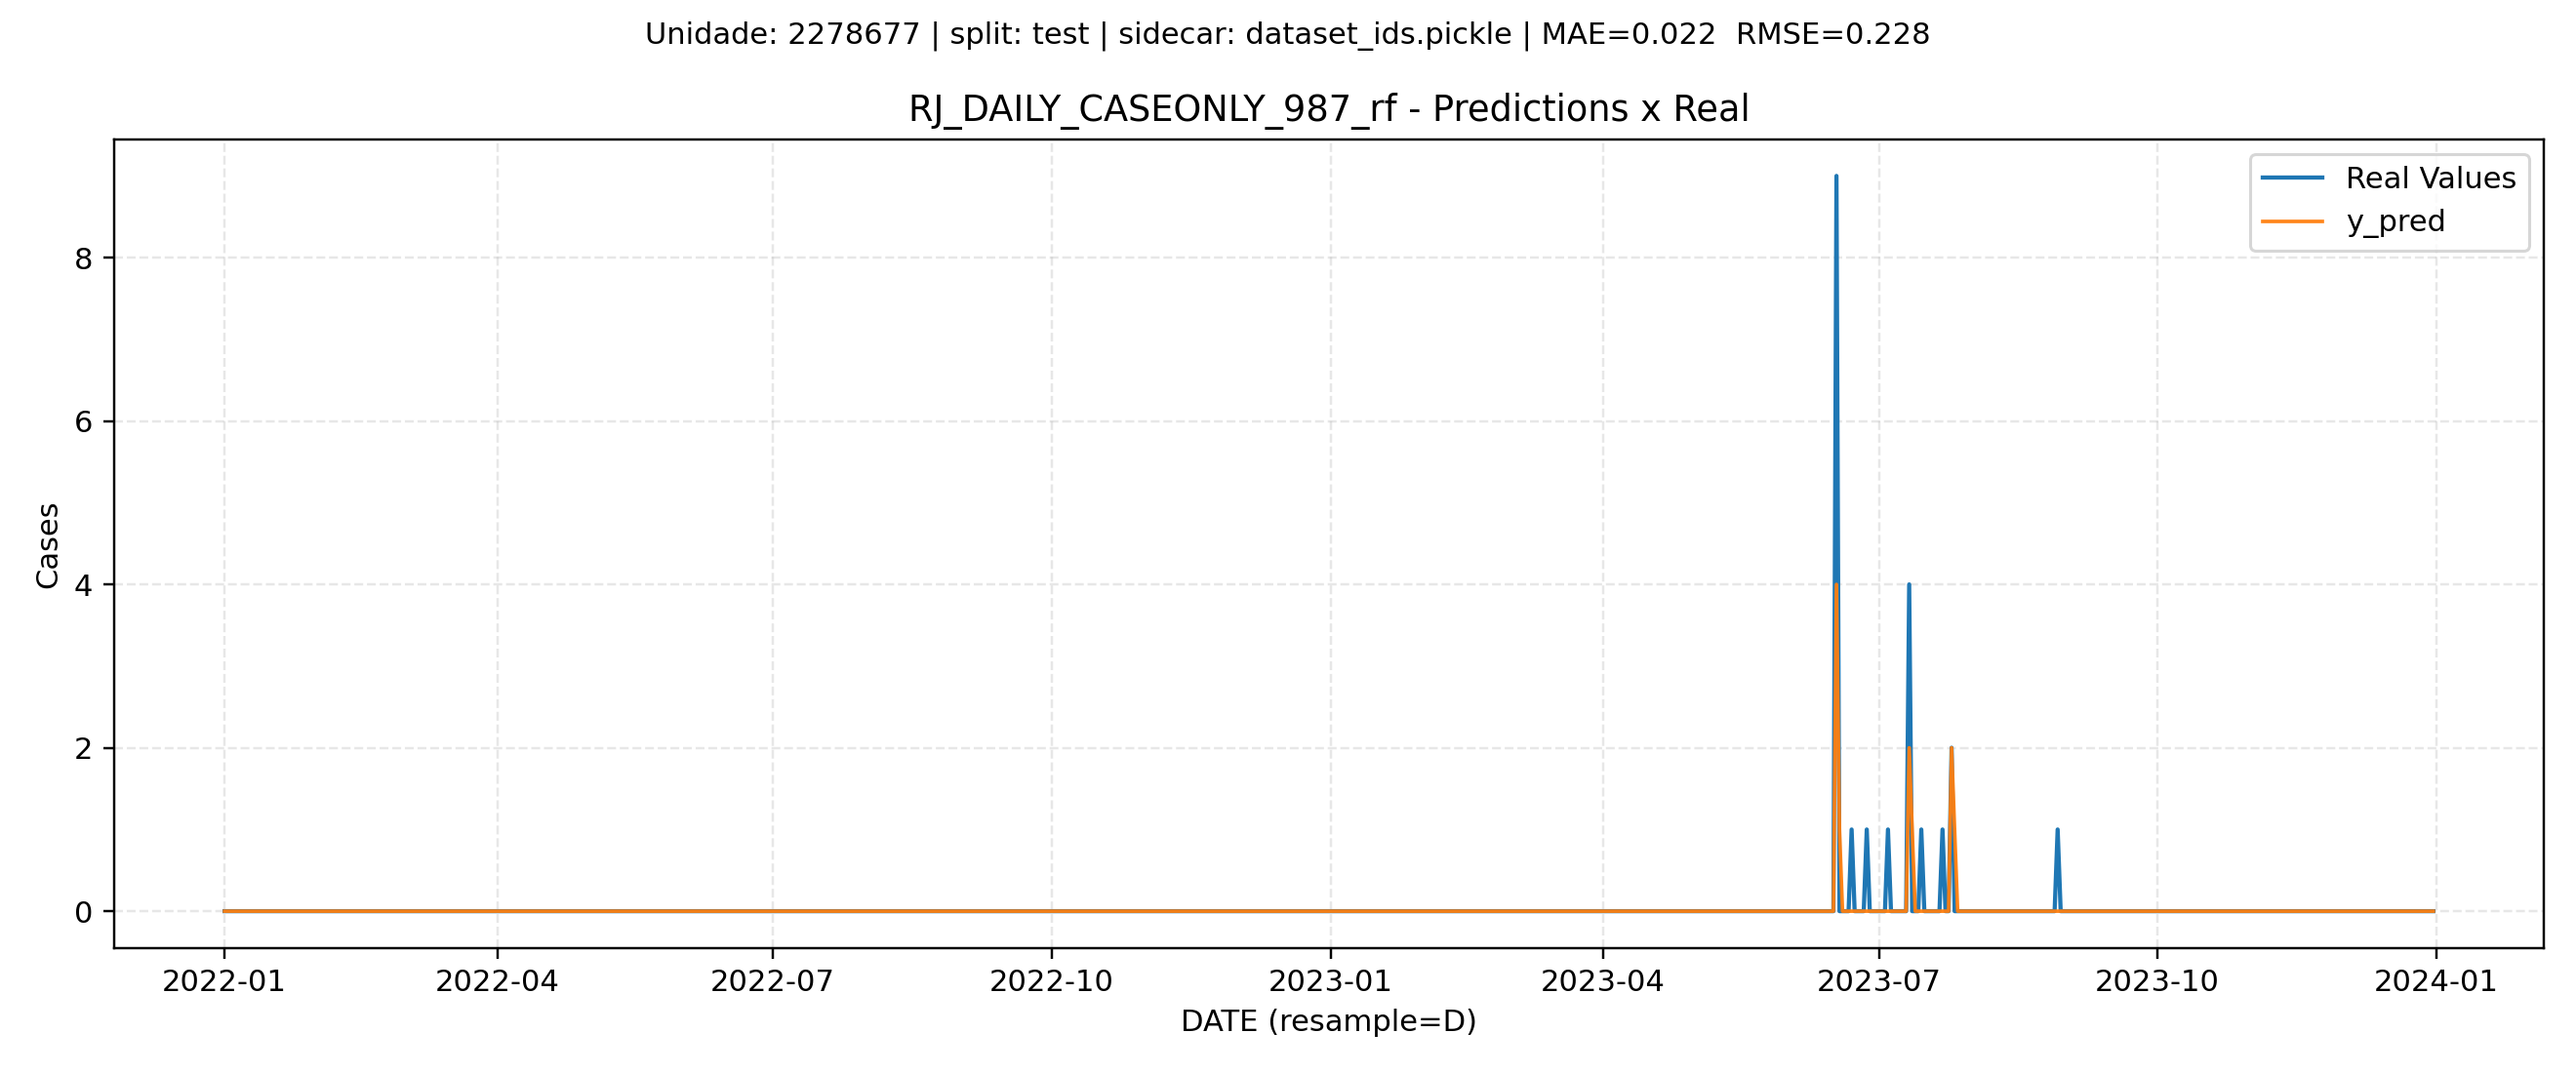 Unidade: 2278677 | split: test | sidecar: dataset_ids.pickle | MAE=0.022  RMSE=0.228
RJ_DAILY_CASEONLY_987_rf - Predictions x Real
Real Values
y_pred
8
6
4
2
0
Cases
2022-01 2022-04 2022-07 2022-10 2023-01 2023-04 2023-07 2023-10 2024-01
DATE (resample=D)